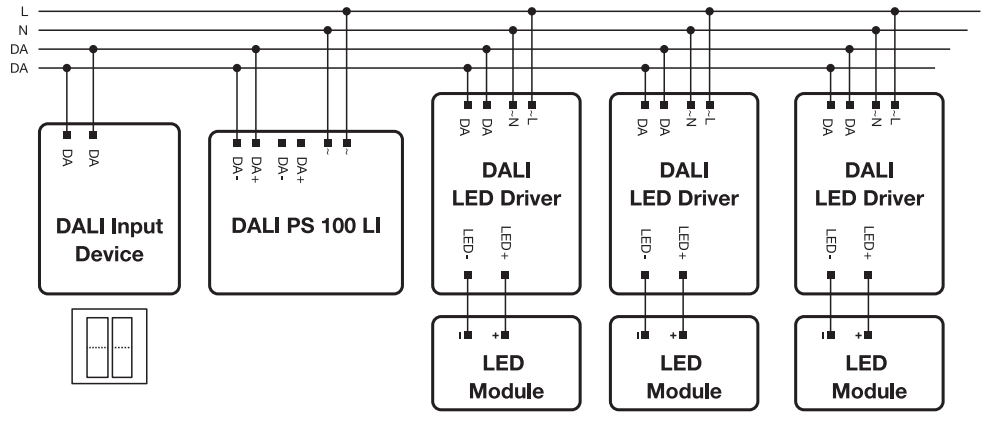 L
N
DA
DA
DA
DA
DALI Input
Device
DA-
DA+
DA-
DA+
~
~
DALI PS 100 LI
DA
DA
~N
~L
DALI
LED Driver
LED-
LED+
-
+
LED
Module
DA
DA
~N
~L
DALI
LED Driver
LED-
LED+
-
+
LED
Module
DA
DA
~N
~L
DALI
LED Driver
LED-
LED+
-
+
LED
Module